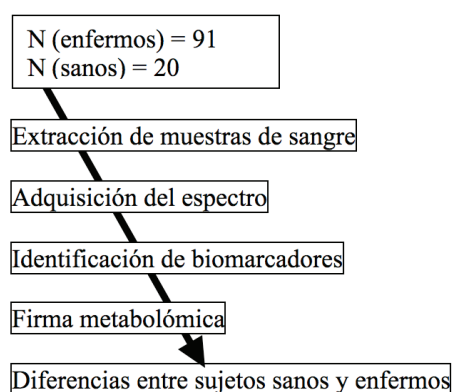 N (enfermos) = 91
N (sanos) = 20
Extracción de muestras de sangre
Adquisición del espectro
Identificación de biomarcadores
Firma metabolómica
Diferencias entre sujetos sanos y enfermos